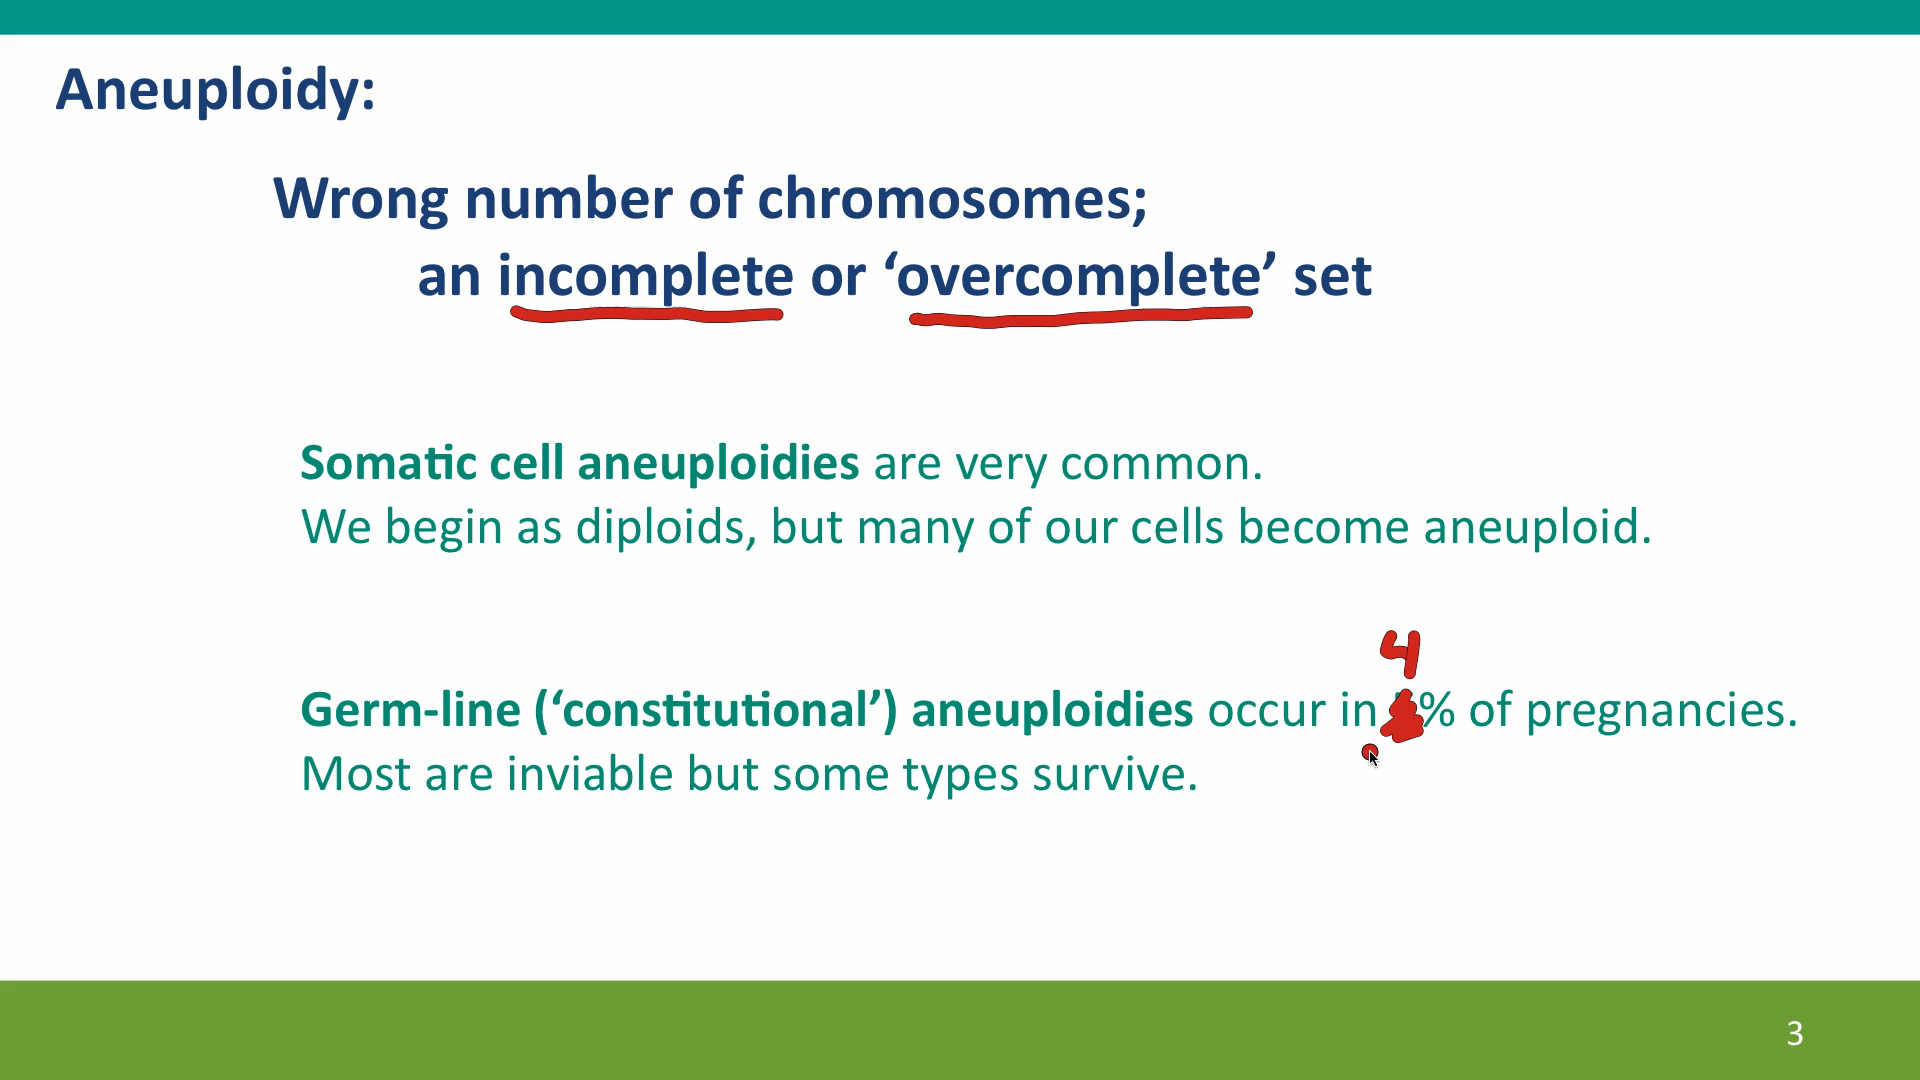 Aneuploidy:
Wrong number of chromosomes;
an incomplete or ‘overcomplete’ set
Somatic cell aneuploidies are very common.
We begin as diploids, but many of our cells become aneuploid.
4
Germ-line (‘constitutional’) aneuploidies occur in % of pregnancies.
Most are inviable but some types survive.
3